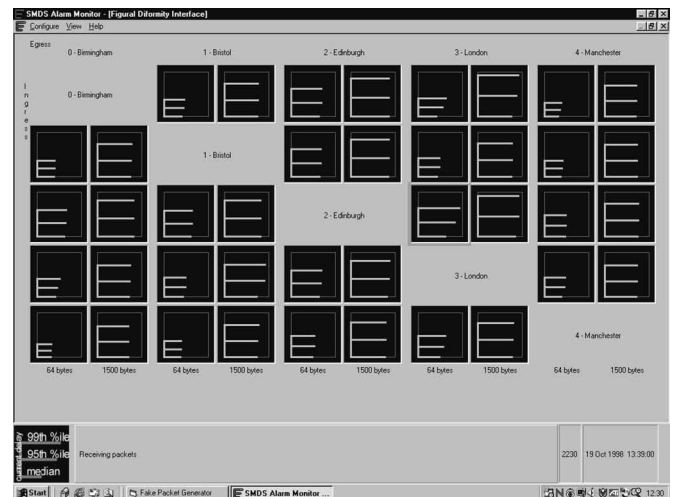 SMDS Alarm Monitor - [Figural Diformity Interface]
Configure View Help
Egress
0 - Birmingham 1 - Bristol 2 - Edinburgh 3 - London 4 - Manchester
Ingress
0 - Birmingham
1 - Bristol
2 - Edinburgh
3 - London
4 - Manchester
64 bytes 1500 bytes 64 bytes 1500 bytes 64 bytes 1500 bytes 64 bytes 1500 bytes 64 bytes 1500 bytes
current delay
99th %ile
95th %ile
median
Receiving packets
2230 19 Oct 1998 13:39:00
Start Fake Packet Generator SMDS Alarm Monitor ... 12:30